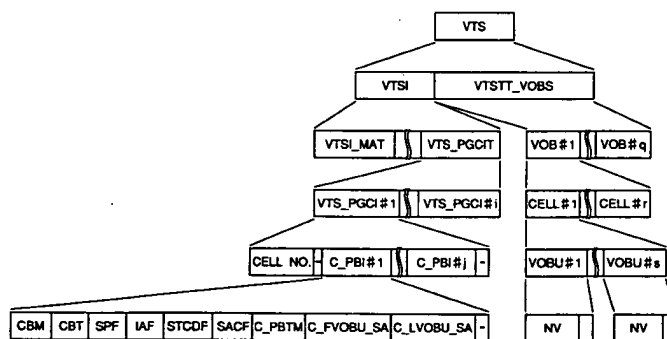 VTS
VTSI VTSTT_VOBS
VTSI_MAT VTS_PGCIT VOB#1 VOB#q
VTS_PGCI#1 VTS_PGCI#i CELL#1 CELL#r
CELL NO. - C_PBI#1 C_PBI#j - VOBU#1 VOBU#s
CBM CBT SPF IAF STCDF SACF C_PBTM C_FVOBU_SA C_LVOBU_SA - NV NV